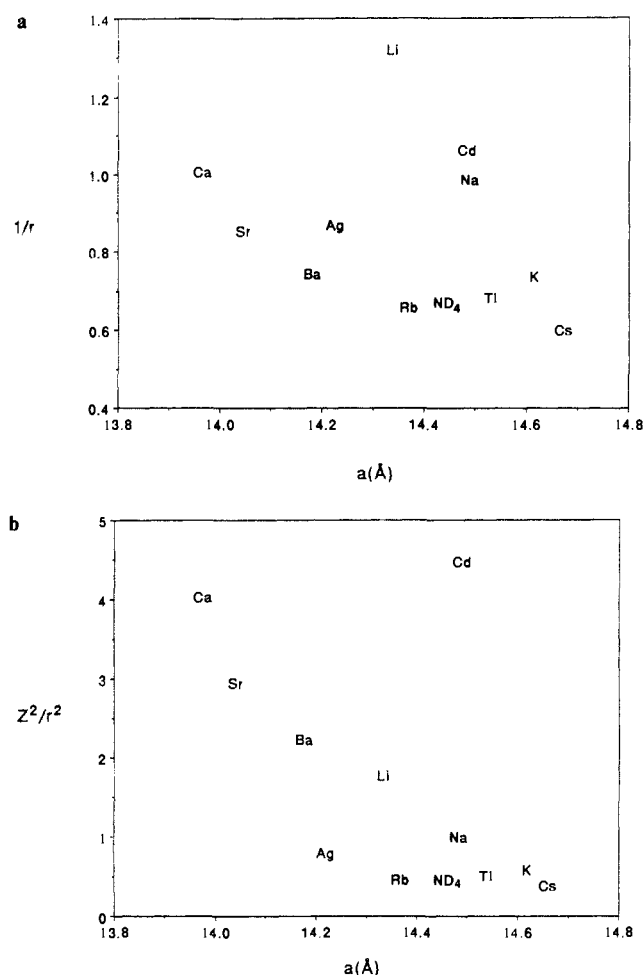 a
1.4
Li
1.2
Cd
Ca
1.0
Na
1/r
Ag
Sr
0.8
Ba
K
Tl
Rb ND4
0.6
Cs
0.4
13.8 14.0 14.2 14.4 14.6 14.8
a(Å)
b
5
Cd
Ca
4
Sr
3
Z²/r²
Ba
2
Li
Na
1
Ag
K
Rb ND4 Tl
Cs
0
13.8 14.0 14.2 14.4 14.6 14.8
a(Å)